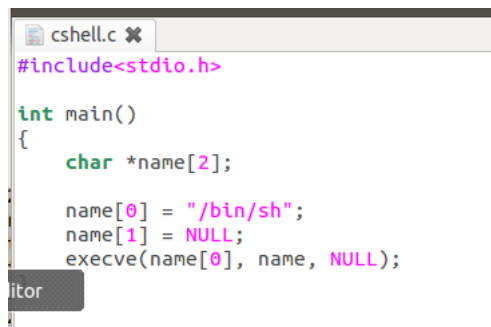 cshell.c ✖
#include<stdio.h>
int main()
{
char *name[2];
name[0] = "/bin/sh";
name[1] = NULL;
execve(name[0], name, NULL);
itor